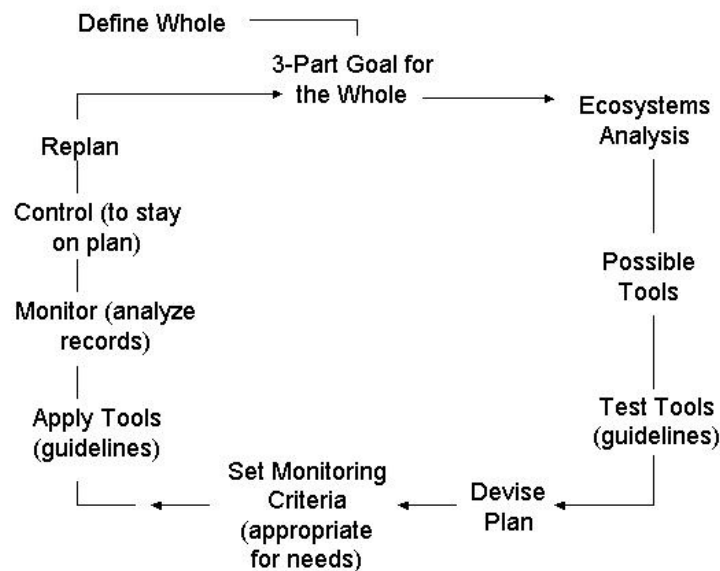 Define Whole
3-Part Goal for
the Whole
Ecosystems
Analysis
Possible
Tools
Test Tools
(guidelines)
Devise
Plan
Set Monitoring
Criteria
(appropriate
for needs)
Apply Tools
(guidelines)
Monitor (analyze
records)
Control (to stay
on plan)
Replan